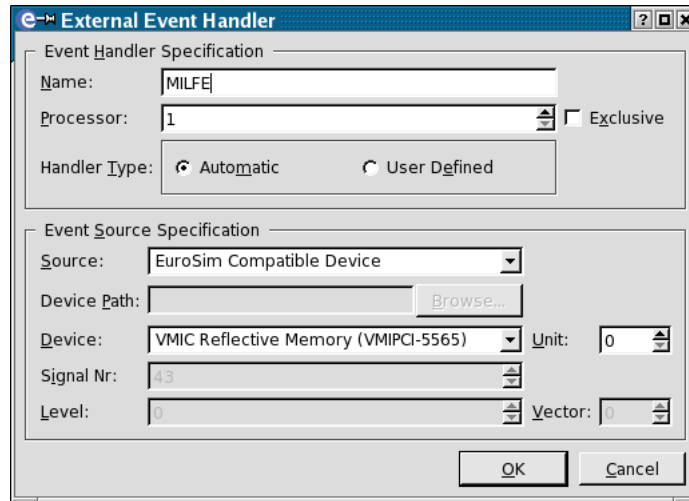 External Event Handler
Event Handler Specification
Name: MILFE
Processor: 1 Exclusive
Handler Type: Automatic User Defined
Event Source Specification
Source: EuroSim Compatible Device
Device Path: Browse...
Device: VMIC Reflective Memory (VMIPCI-5565) Unit: 0
Signal Nr: 43
Level: 0 Vector: 0
OK Cancel